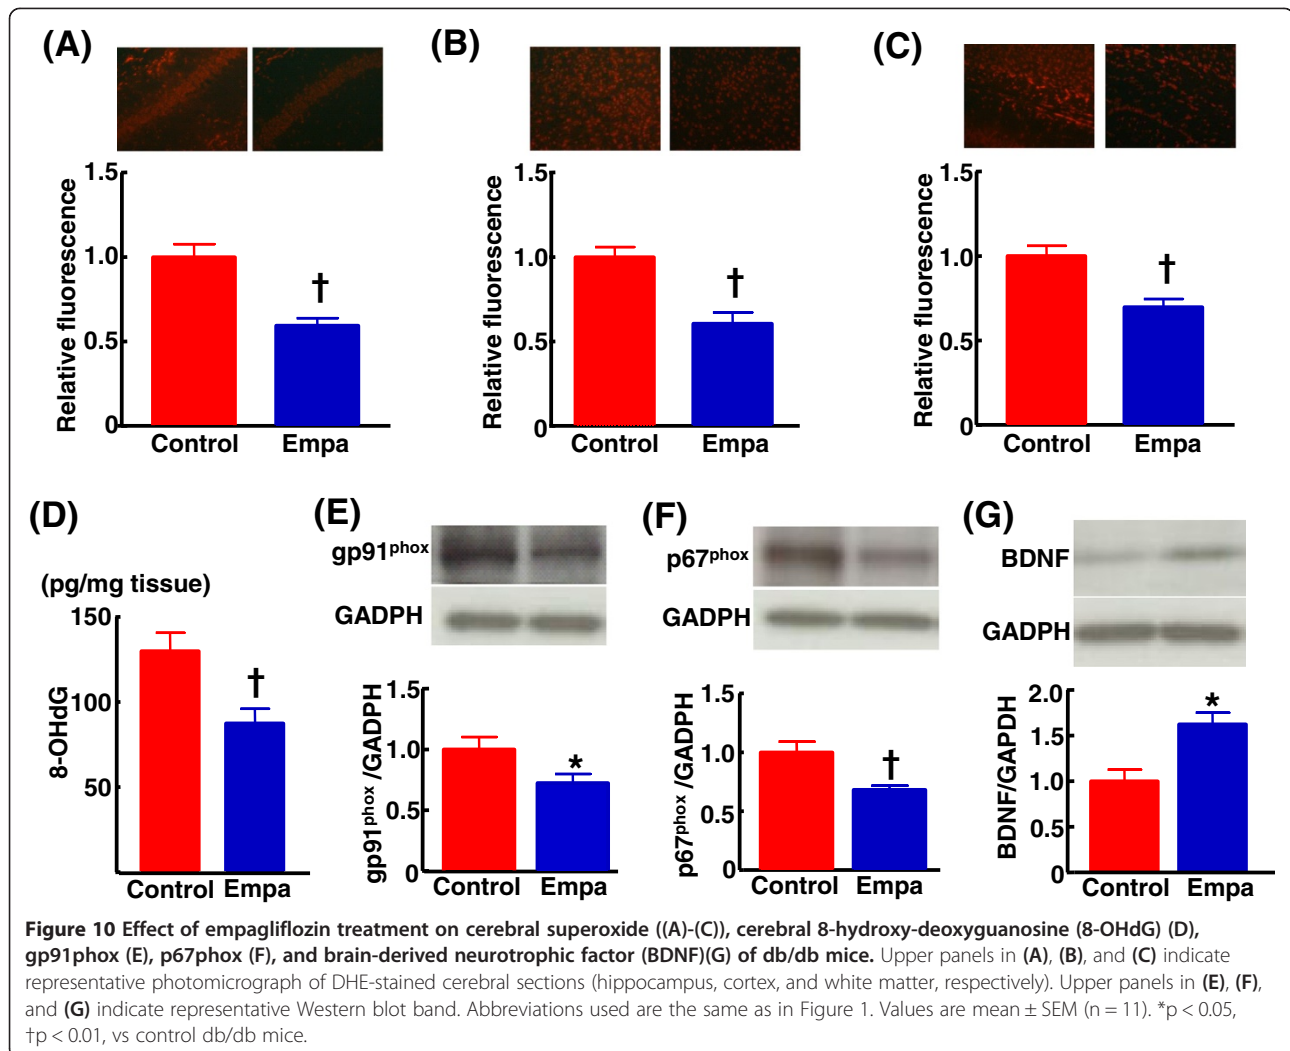 (A)
(B)
(C)
Relative fluorescence
1.5
1.0
0.5
0
Control Empa
†
Relative fluorescence
1.5
1.0
0.5
0
Control Empa
†
Relative fluorescence
1.5
1.0
0.5
0
Control Empa
†
(D)
(pg/mg tissue)
8-OHdG
150
100
50
Control Empa
†
(E)
gp91phox
GADPH
gp91phox /GADPH
1.5
1.0
0.5
0
Control Empa
*
(F)
p67phox
GADPH
p67phox /GADPH
1.5
1.0
0.5
0
Control Empa
†
(G)
BDNF
GADPH
BDNF/GAPDH
2.0
1.5
1.0
0.5
0
Control Empa
*
Figure 10 Effect of empagliflozin treatment on cerebral superoxide ((A)-(C)), cerebral 8-hydroxy-deoxyguanosine (8-OHdG) (D),
gp91phox (E), p67phox (F), and brain-derived neurotrophic factor (BDNF)(G) of db/db mice. Upper panels in (A), (B), and (C) indicate
representative photomicrograph of DHE-stained cerebral sections (hippocampus, cortex, and white matter, respectively). Upper panels in (E), (F),
and (G) indicate representative Western blot band. Abbreviations used are the same as in Figure 1. Values are mean ± SEM (n = 11). *p < 0.05,
†p < 0.01, vs control db/db mice.